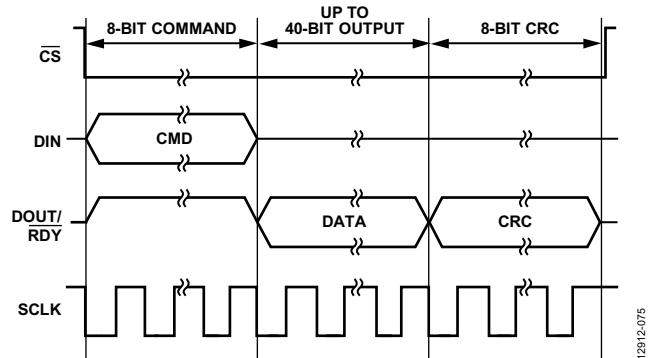 8-BIT COMMAND
UP TO
40-BIT OUTPUT
8-BIT CRC
CS
DIN
CMD
DOUT/
RDY
DATA
CRC
SCLK
12912-075